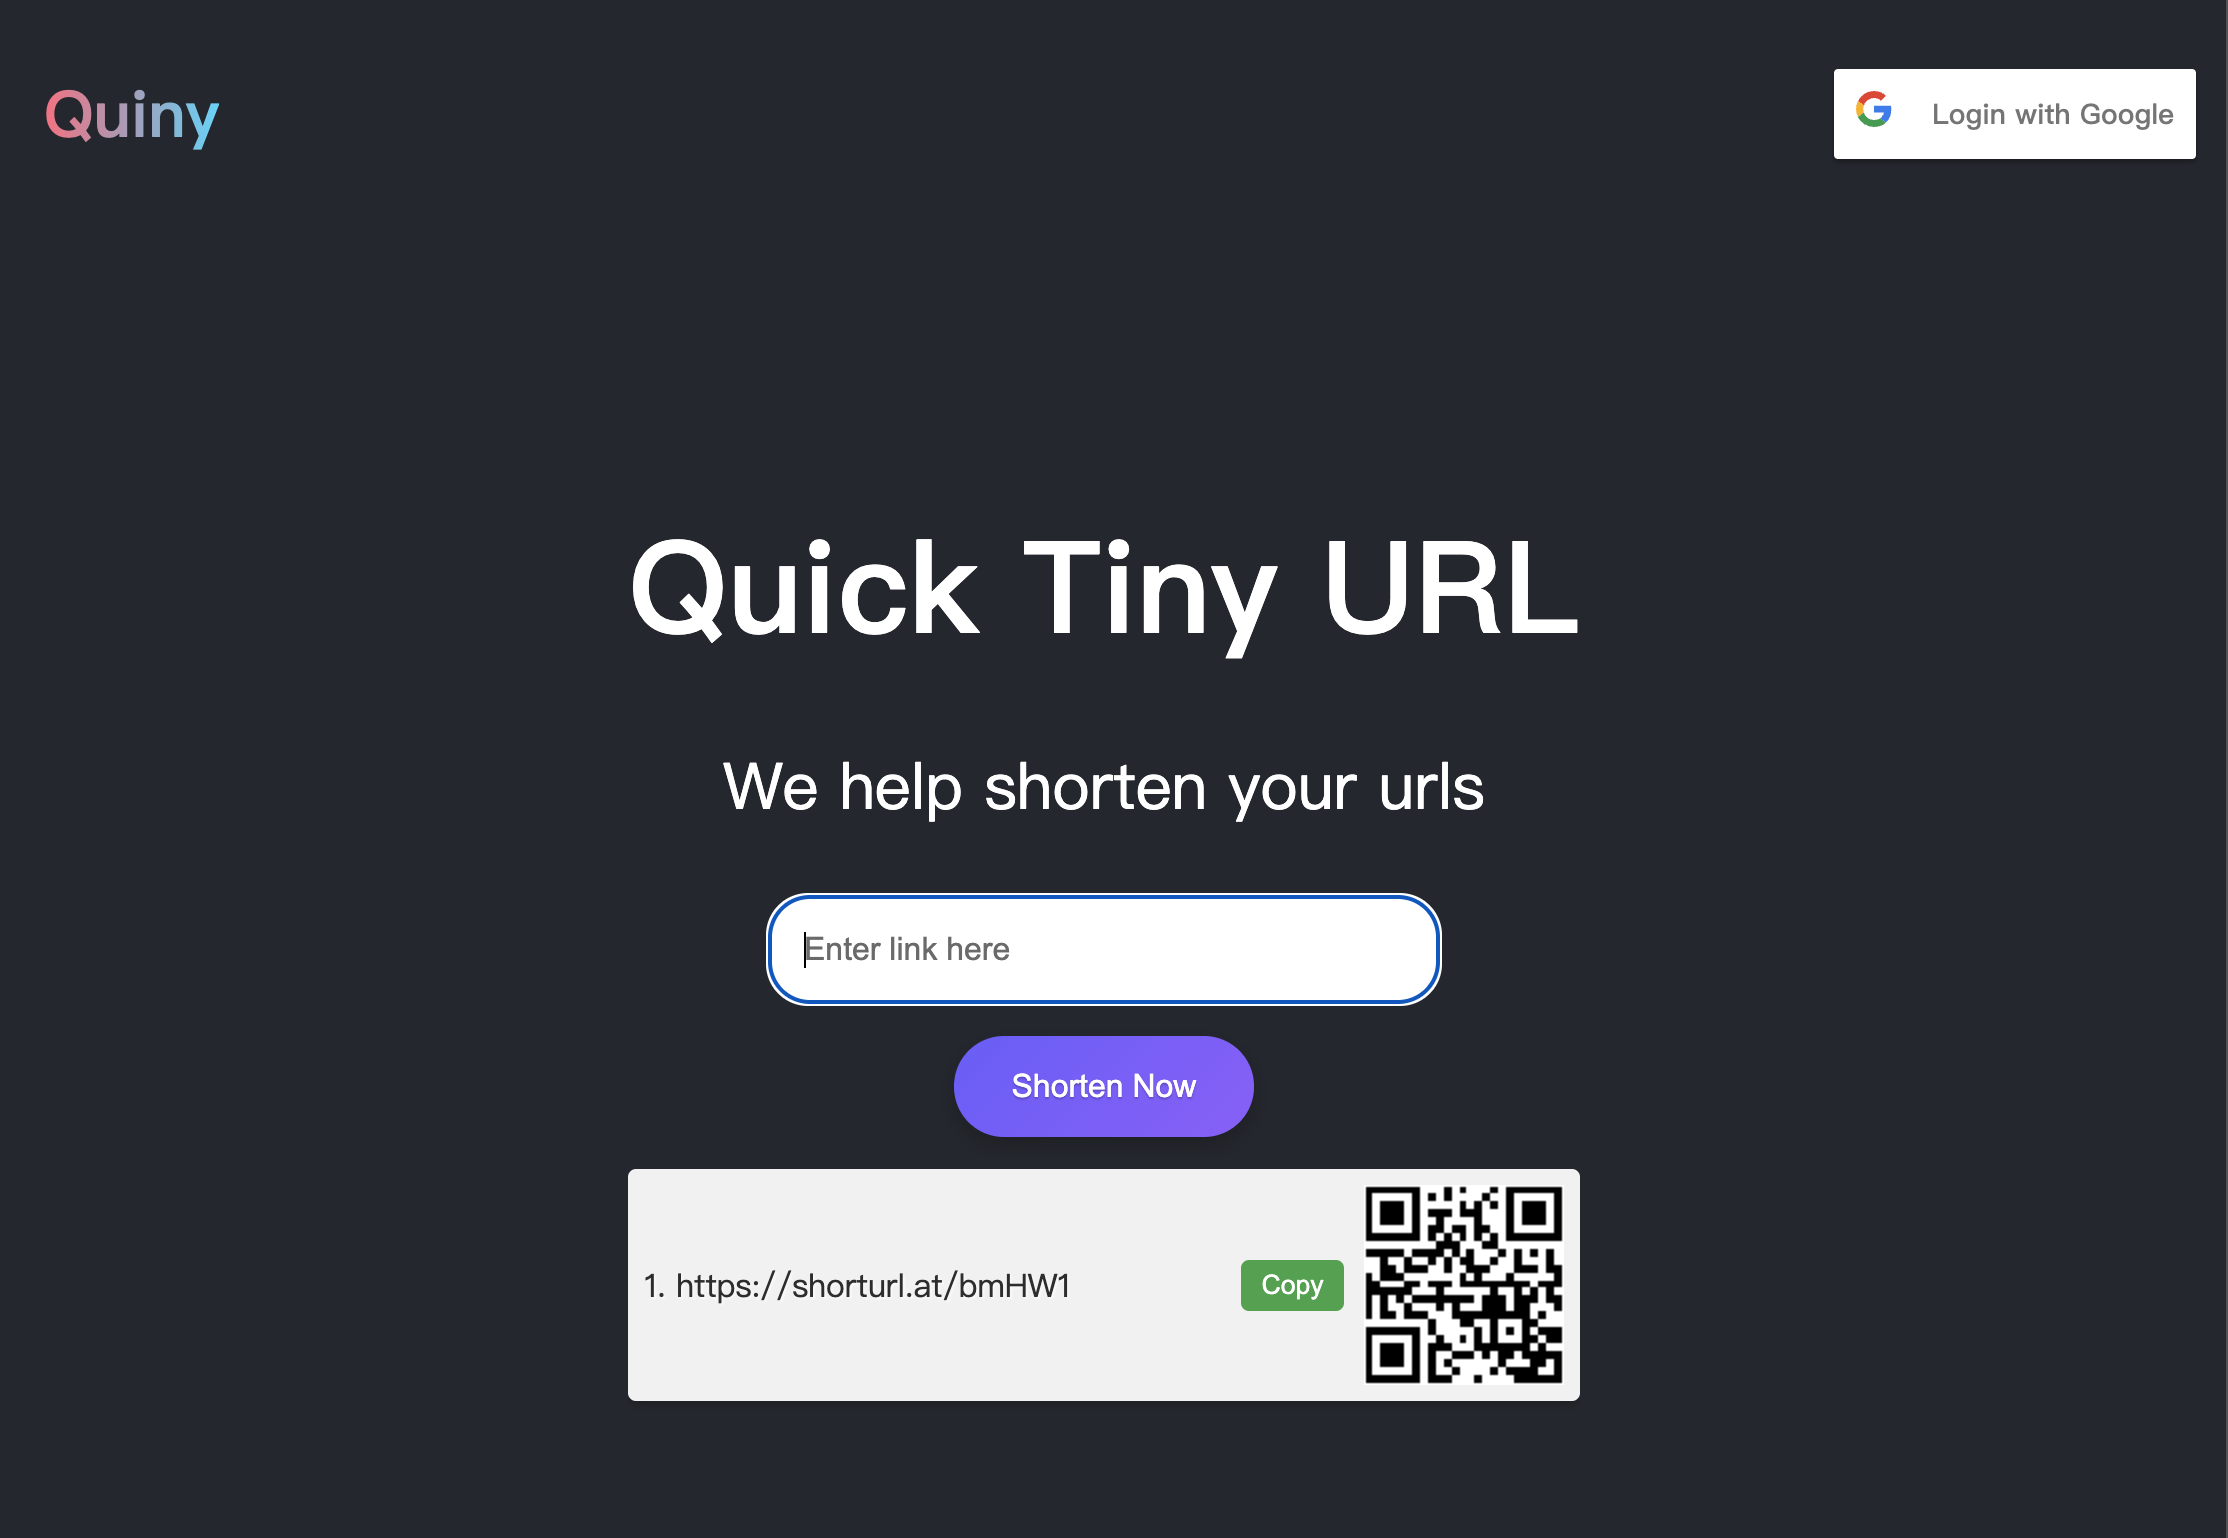 Quiny
Login with Google
Quick Tiny URL
We help shorten your urls
Enter link here
Shorten Now
1. https://shorturl.at/bmHW1
Copy